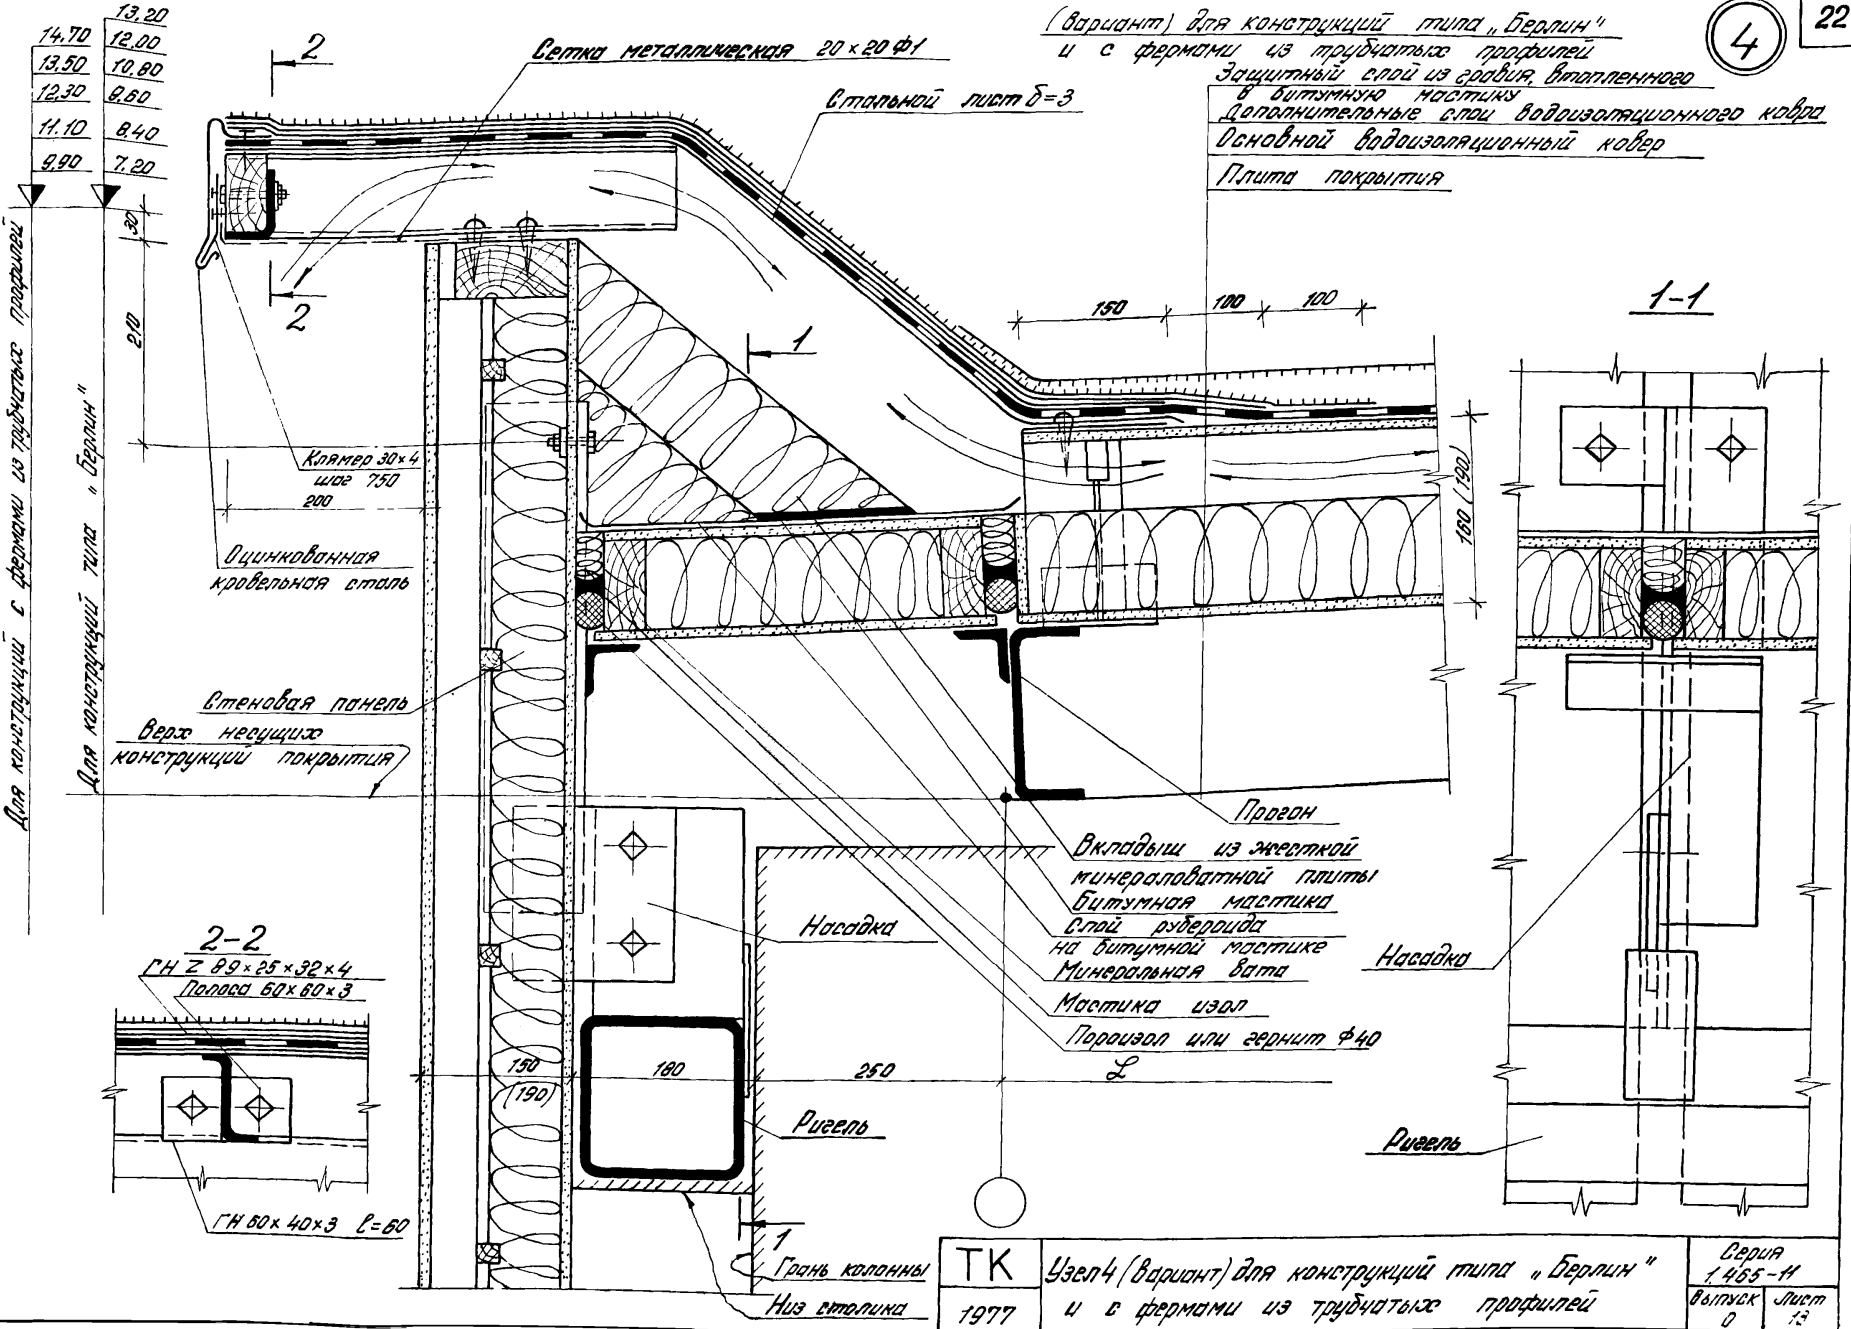 (вариант) для конструкций типа „Берлин"
и с фермами из трубчатых профилей
4
22
13,20
14,70 12,00
13,50 10,80
12,30 9,60
11,10 8,40
9,90 7,20
Для конструкций с фермами из трубчатых профилей
Для конструкций типа „Берлин"
30
210
2
2
Сетка металлическая 20×20 ф1
Стальной лист δ=3
Защитный слой из гравия, втопленного
в битумную мастику
Дополнительные слои водоизоляционного ковра
Основной водоизоляционный ковер
Плита покрытия
150 100 100
160 (190)
1
1-1
Клямер 30×4
шаг 750
200
Оцинкованная
кровельная сталь
Стеновая панель
Верх несущих
конструкций покрытия
Прогон
Вкладыш из жесткой
минераловатной плиты
Битумная мастика
Слой рубероида
на битумной мастике
Минеральная вата
Мастика изол
Пороизол или гернит ф40
Насадка
Насадка
2-2
ГН Z 89×25×32×4
Полоса 60×60×3
ГН 60×40×3 ℓ=60
150
(190)
180
250
L
Ригель
Ригель
1
Грань колонны
Низ столика
ТК
1977
Узел 4 (вариант) для конструкций типа „Берлин"
и с фермами из трубчатых профилей
Серия
1.465-11
Выпуск
0
Лист
13